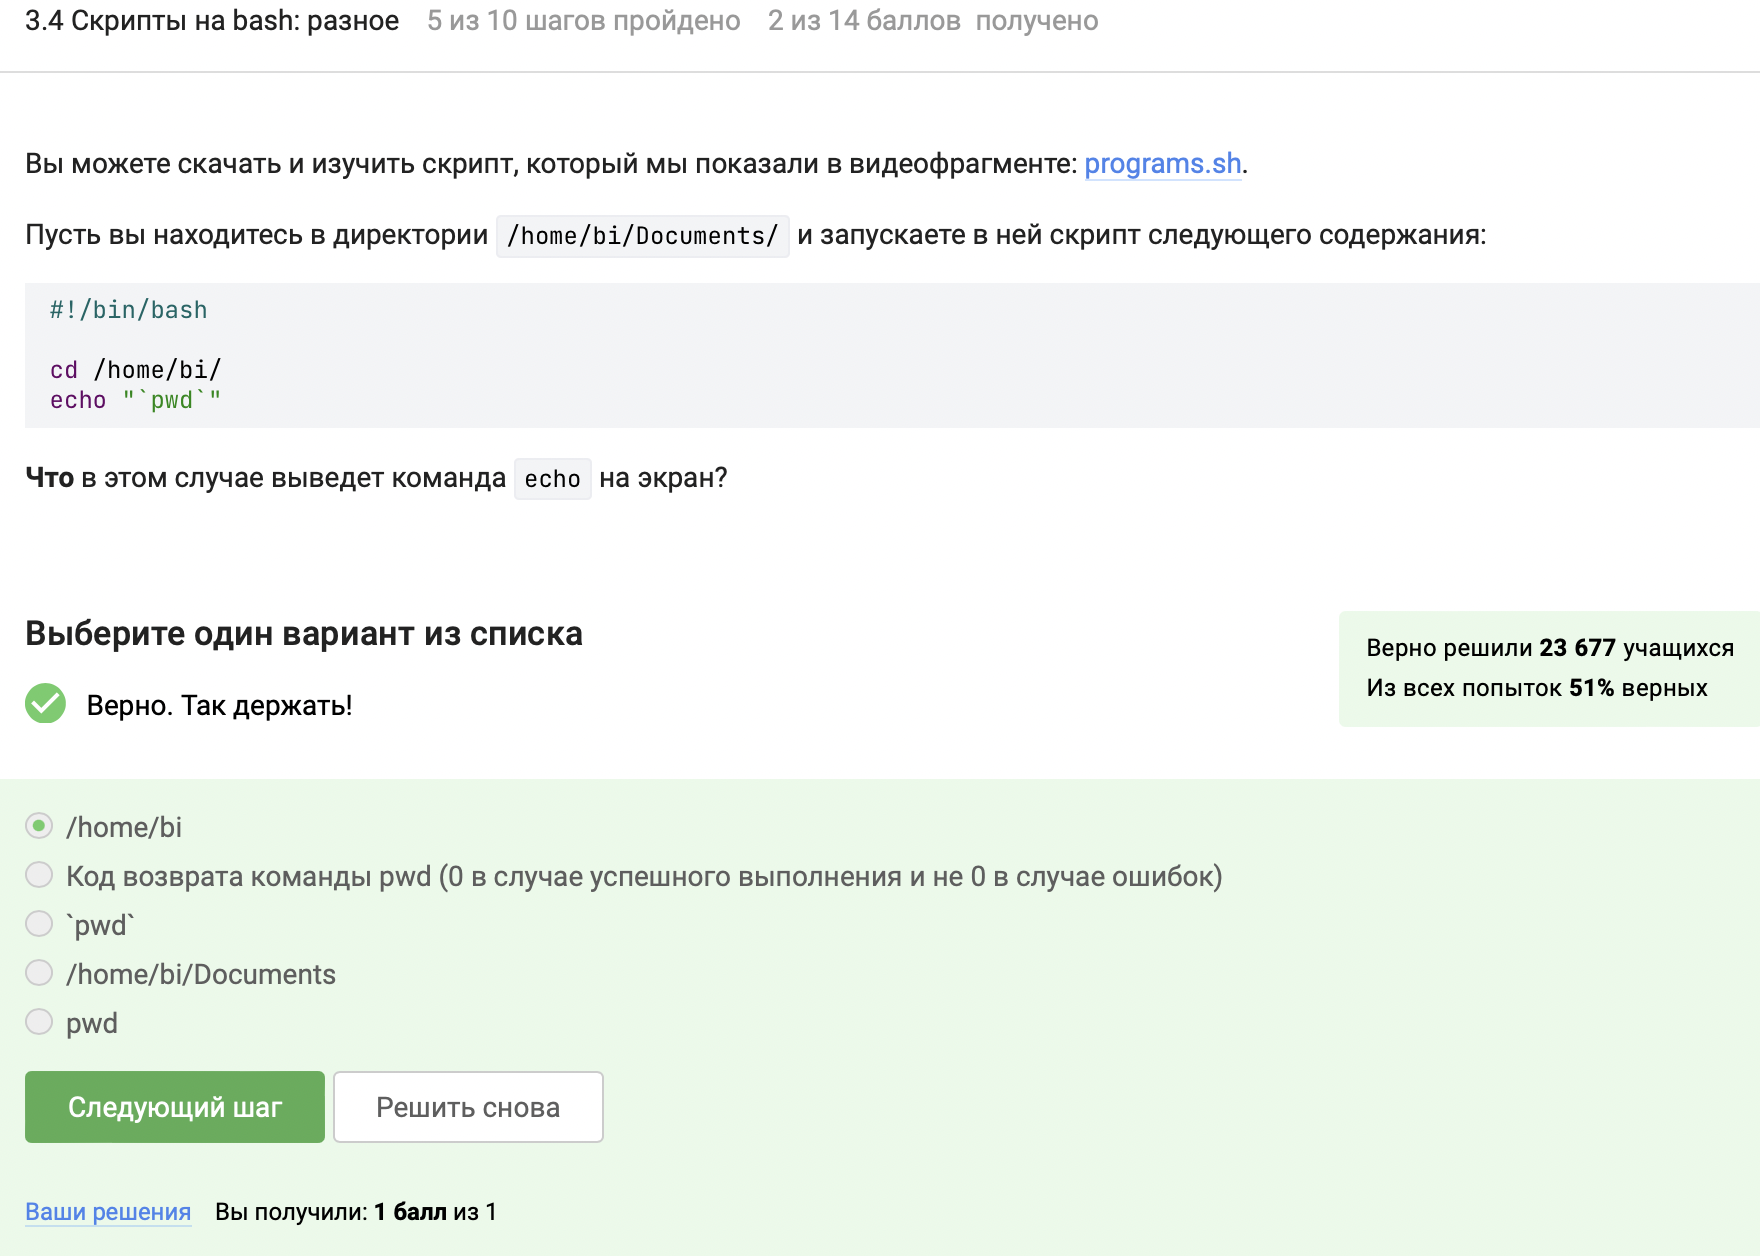 3.4 Скрипты на bash: разное 5 из 10 шагов пройдено 2 из 14 баллов получено
Вы можете скачать и изучить скрипт, который мы показали в видеофрагменте: programs.sh.
Пусть вы находитесь в директории /home/bi/Documents/ и запускаете в ней скрипт следующего содержания:
#!/bin/bash
cd /home/bi/
echo "`pwd`"
Что в этом случае выведет команда echo на экран?
Выберите один вариант из списка
Верно. Так держать!
Верно решили 23 677 учащихся
Из всех попыток 51% верных
/home/bi
Код возврата команды pwd (0 в случае успешного выполнения и не 0 в случае ошибок)
`pwd`
/home/bi/Documents
pwd
Следующий шаг
Решить снова
Ваши решения Вы получили: 1 балл из 1